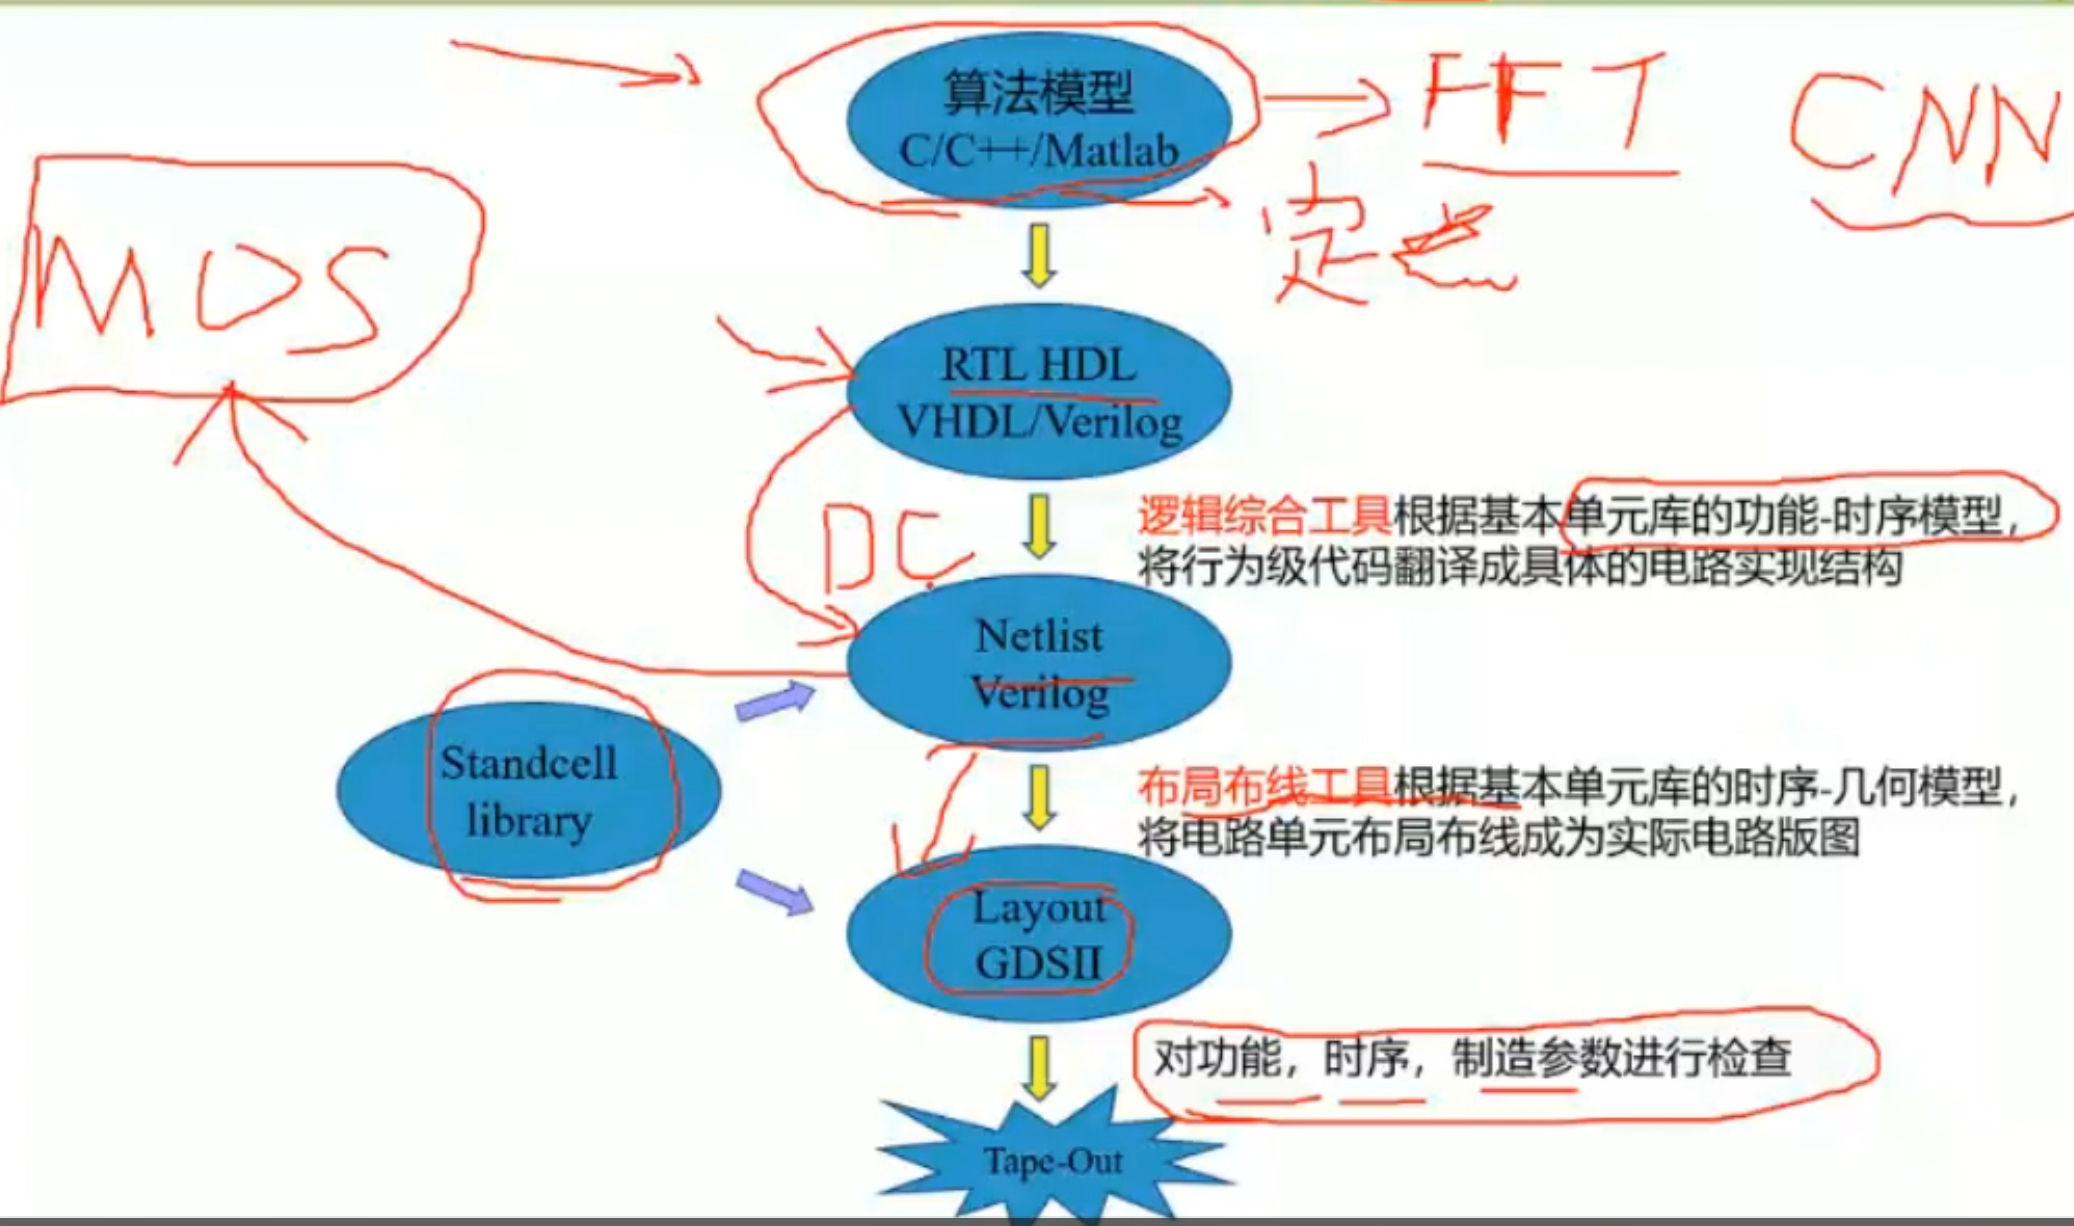 算法模型
C/C++/Matlab
FFT
CNN
定点
MOS
RTL HDL
VHDL/Verilog
逻辑综合工具根据基本单元库的功能-时序模型，
将行为级代码翻译成具体的电路实现结构
DC
Netlist
Verilog
Standcell
library
布局布线工具根据基本单元库的时序-几何模型，
将电路单元布局布线成为实际电路版图
Layout
GDSII
对功能，时序，制造参数进行检查
Tape-Out